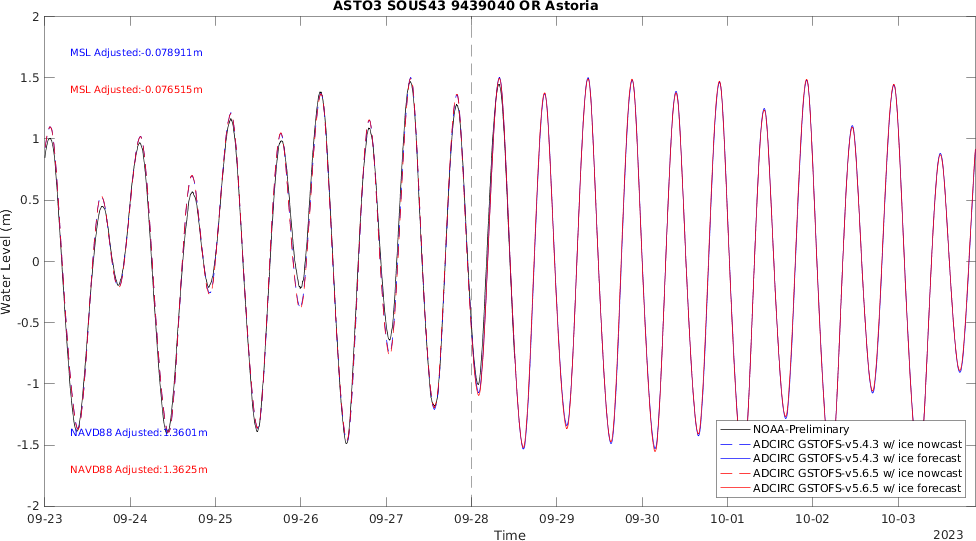 ASTO3 SOUS43 9439040 OR Astoria
2
1.5
1
0.5
0
-0.5
-1
-1.5
-2
Water Level (m)
MSL Adjusted:-0.078911m
MSL Adjusted:-0.076515m
NAVD88 Adjusted:1.3601m
NAVD88 Adjusted:1.3625m
NOAA-Preliminary
ADCIRC GSTOFS-v5.4.3 w/ ice nowcast
ADCIRC GSTOFS-v5.4.3 w/ ice forecast
ADCIRC GSTOFS-v5.6.5 w/ ice nowcast
ADCIRC GSTOFS-v5.6.5 w/ ice forecast
09-23 09-24 09-25 09-26 09-27 09-28 09-29 09-30 10-01 10-02 10-03
Time
2023